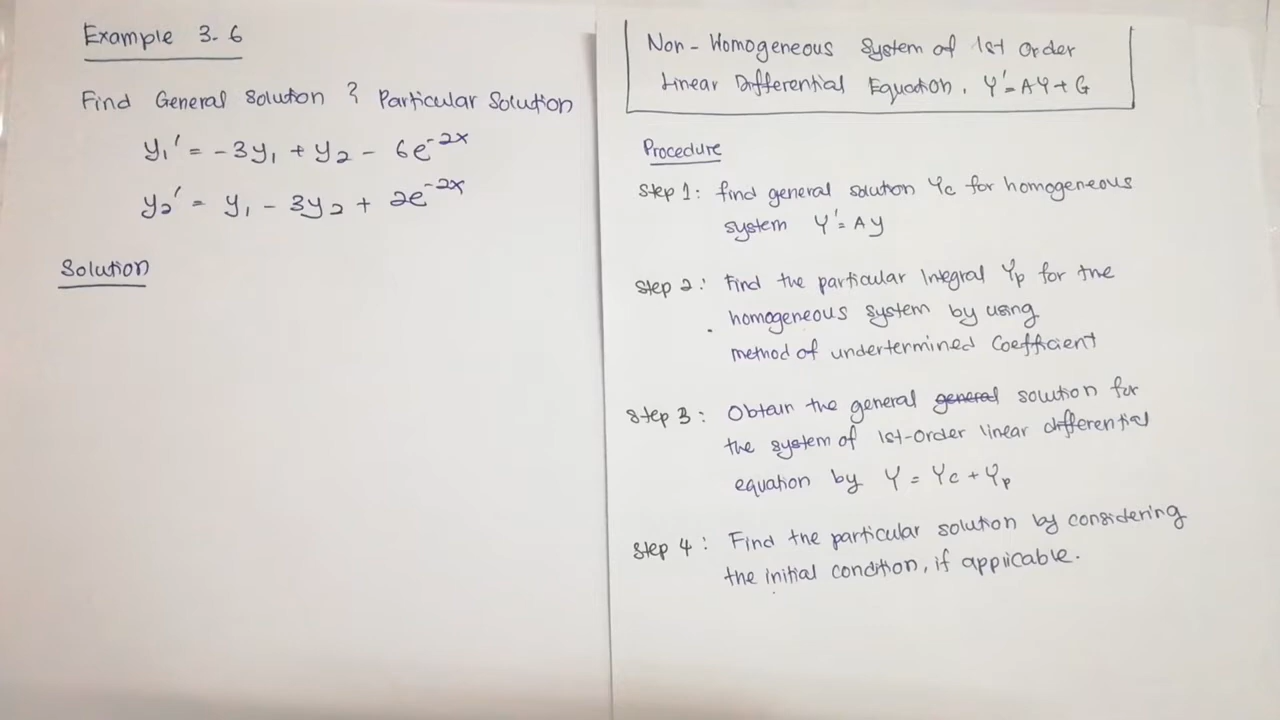 Example 3.6
Find General Solution ? Particular Solution
y₁' = -3y₁ + y₂ - 6e⁻²ˣ
y₂' = y₁ - 3y₂ + 2e⁻²ˣ
Solution
Non-Homogeneous System of 1st Order
Linear Differential Equation, Y' = AY + G
Procedure
Step 1: find general solution Yc for homogeneous
system Y' = AY
Step 2: Find the particular Integral Yp for the
homogeneous system by using
method of undertermined Coefficient
Step 3: Obtain the general general solution for
the system of 1st-order linear differential
equation by Y = Yc + Yp
Step 4: Find the particular solution by considering
the initial condition, if applicable.